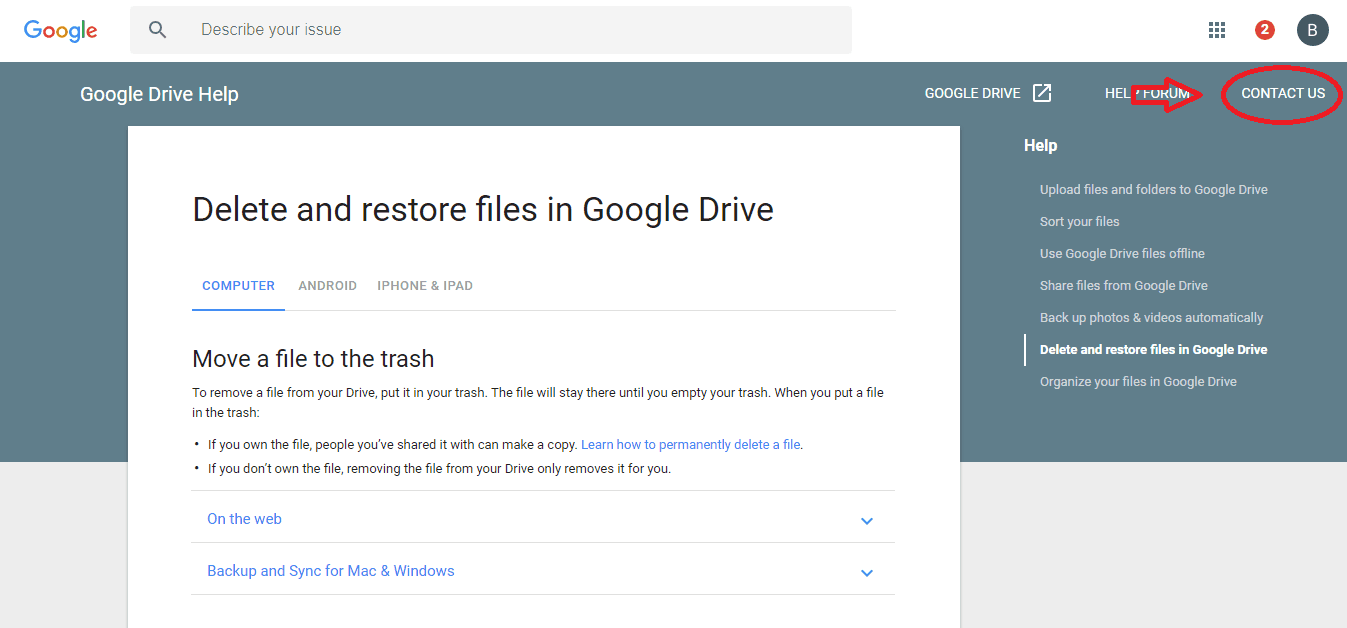 Google
Describe your issue
2
B
Google Drive Help
GOOGLE DRIVE
HELP FORUM
CONTACT US
Help
Upload files and folders to Google Drive
Sort your files
Use Google Drive files offline
Share files from Google Drive
Back up photos & videos automatically
Delete and restore files in Google Drive
Organize your files in Google Drive
Delete and restore files in Google Drive
COMPUTER
ANDROID
IPHONE & IPAD
Move a file to the trash
To remove a file from your Drive, put it in your trash. The file will stay there until you empty your trash. When you put a file
in the trash:
• If you own the file, people you’ve shared it with can make a copy. Learn how to permanently delete a file.
• If you don’t own the file, removing the file from your Drive only removes it for you.
On the web
Backup and Sync for Mac & Windows